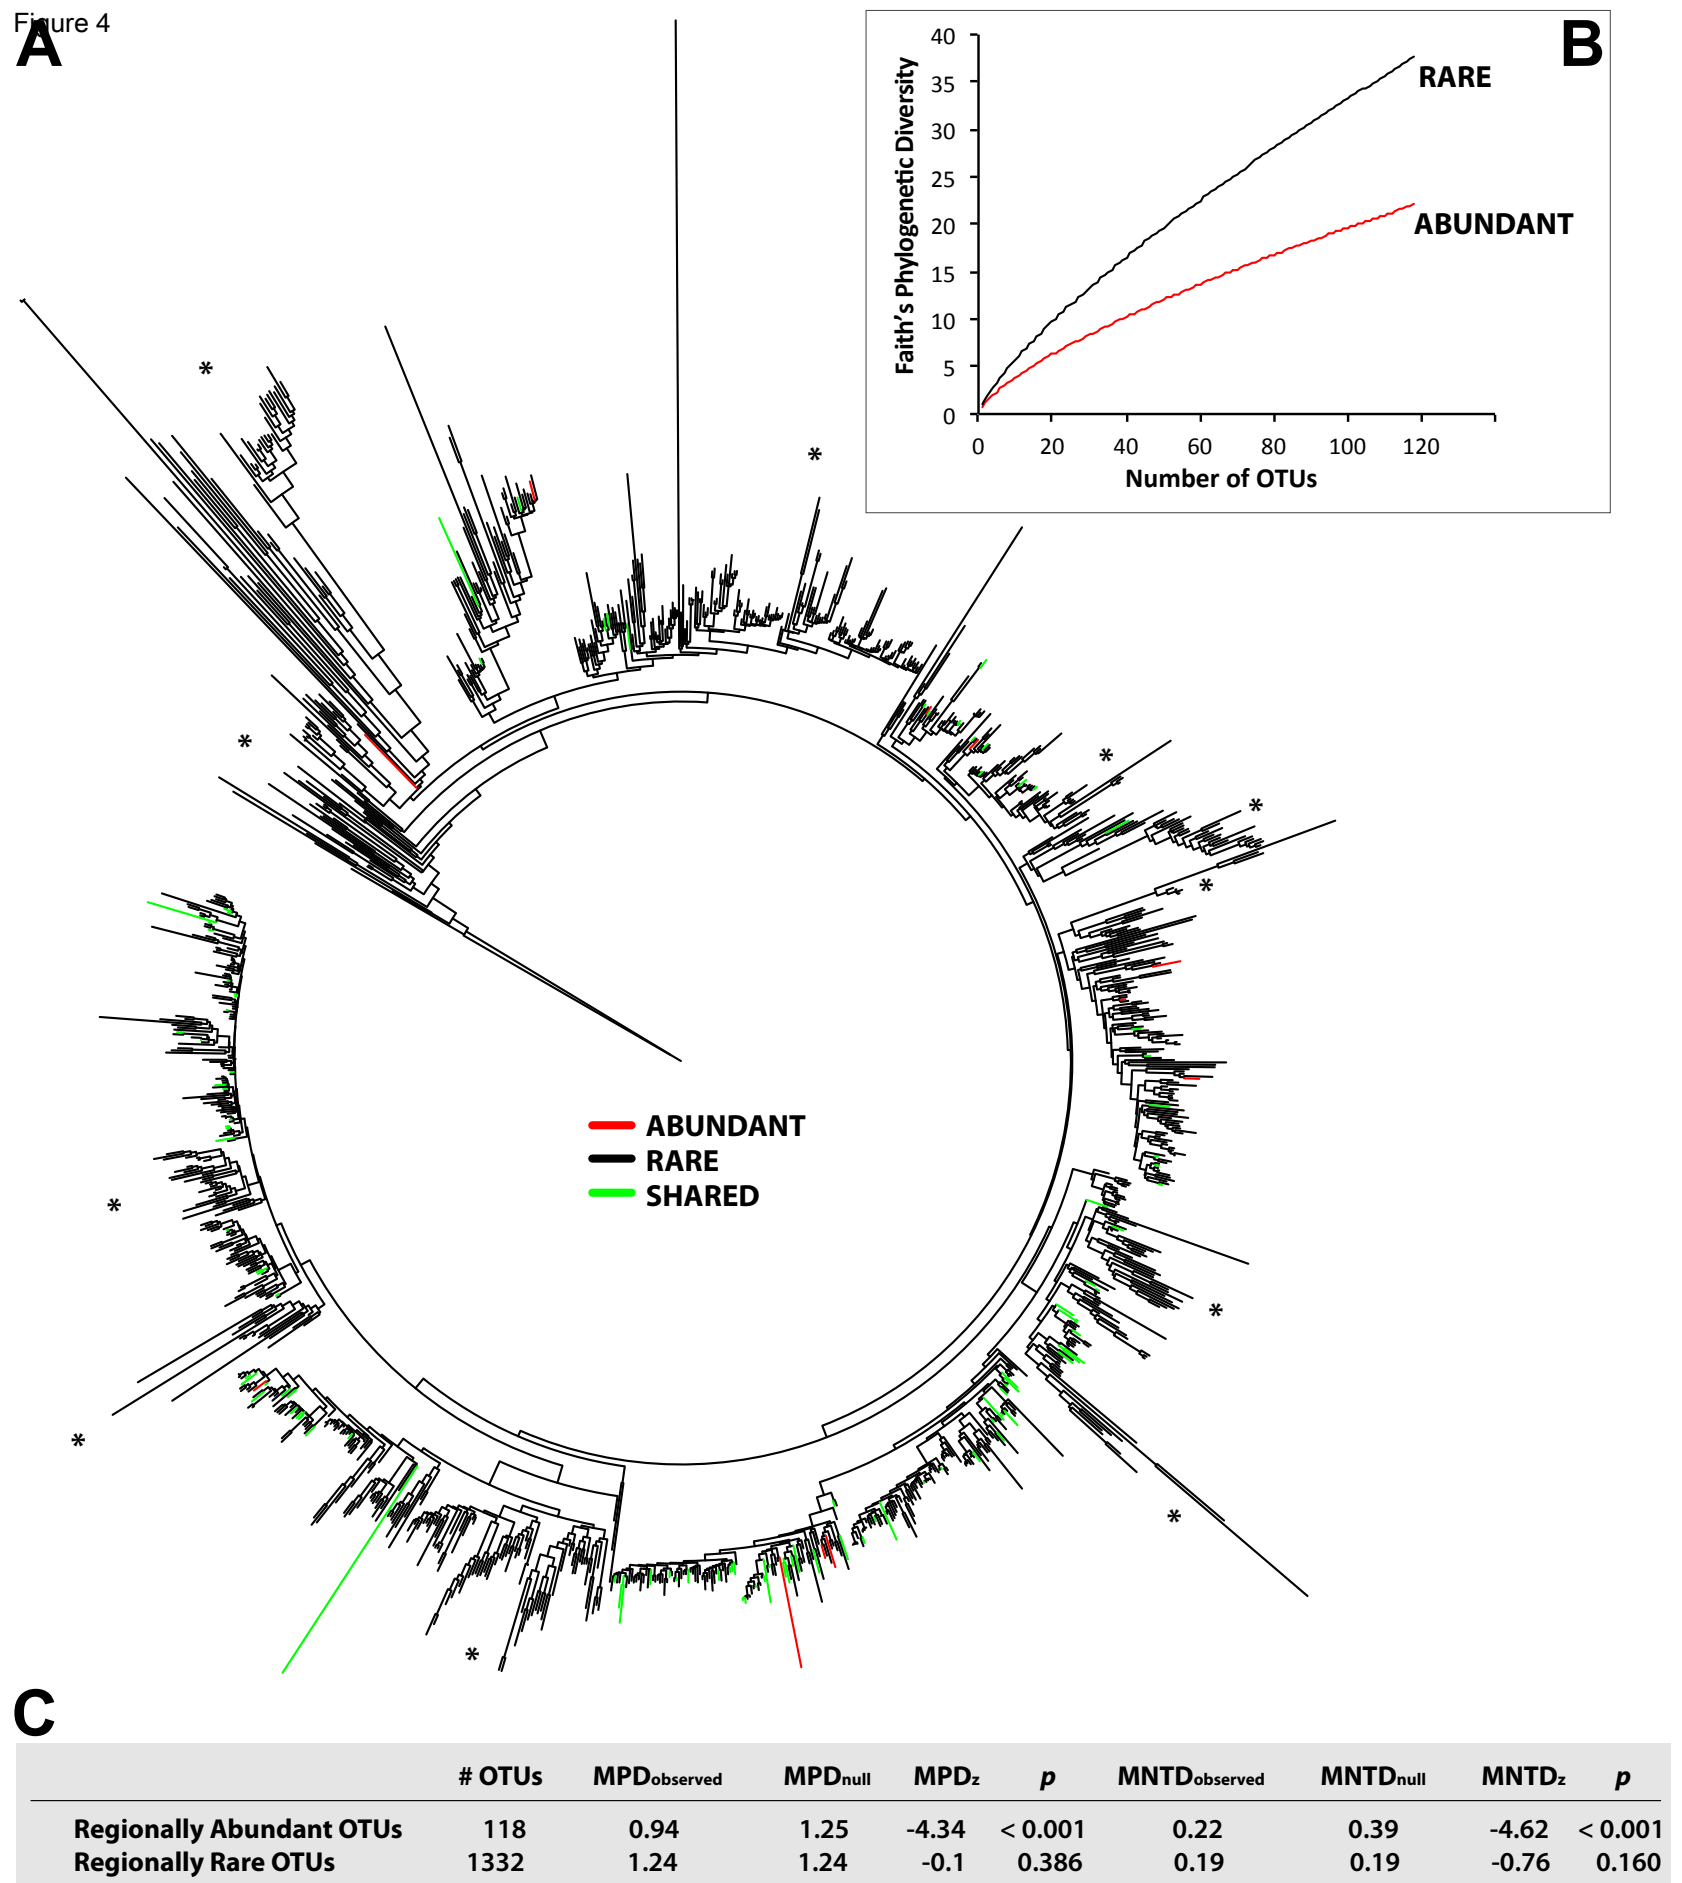 Figure 4
A
B
40
35
30
25
20
15
10
5
0
Faith's Phylogenetic Diversity
RARE
ABUNDANT
0 20 40 60 80 100 120
Number of OTUs
*
*
*
*
*
*
*
*
*
*
*
ABUNDANT
RARE
SHARED
C
# OTUs MPDobserved MPDnull MPDz p MNTDobserved MNTDnull MNTDz p
Regionally Abundant OTUs 118 0.94 1.25 -4.34 < 0.001 0.22 0.39 -4.62 < 0.001
Regionally Rare OTUs 1332 1.24 1.24 -0.1 0.386 0.19 0.19 -0.76 0.160